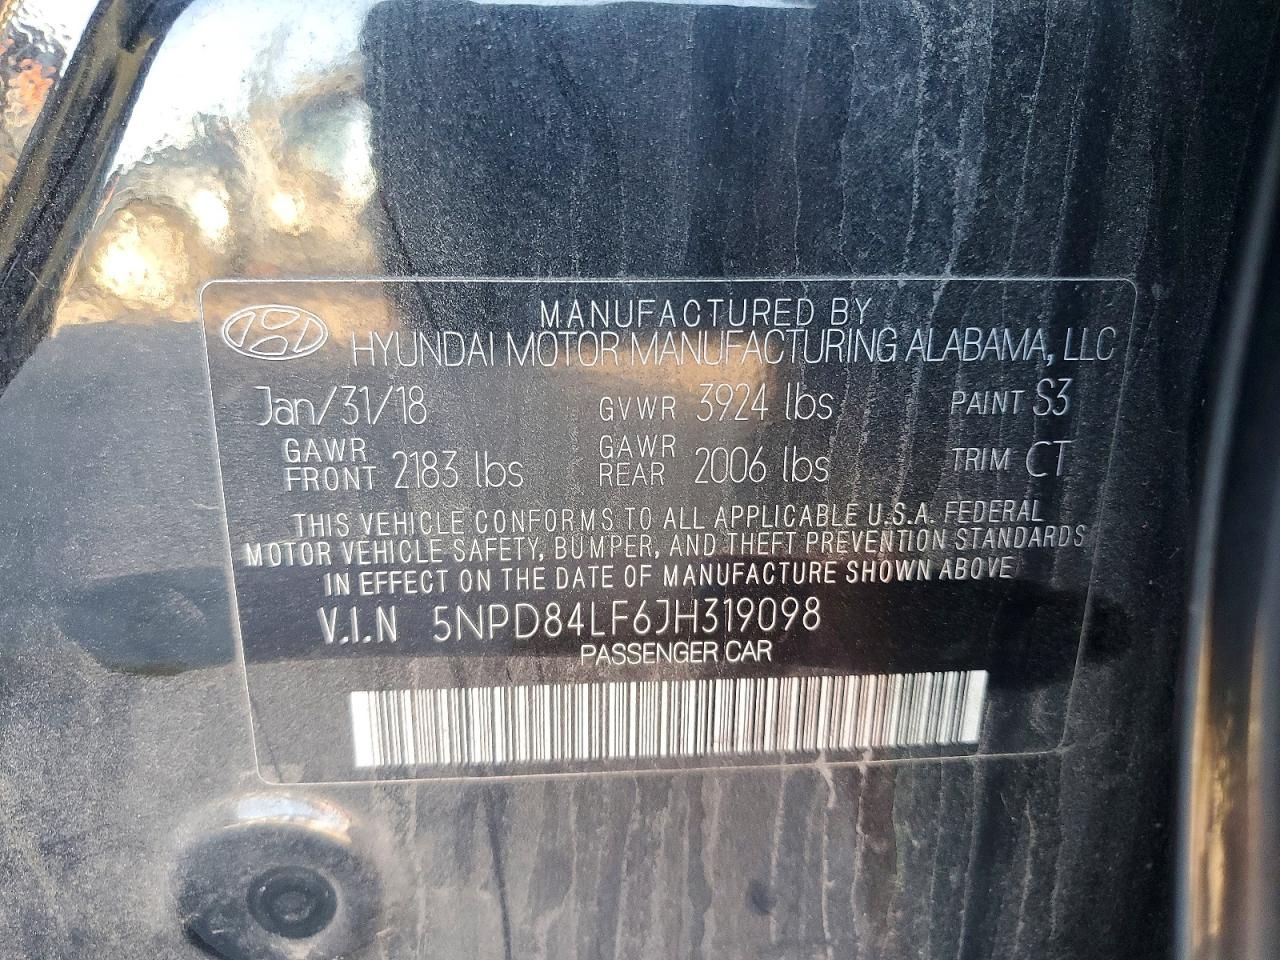 MANUFACTURED BY
HYUNDAI MOTOR MANUFACTURING ALABAMA, LLC
Jan/31/18 GVWR 3924 lbs PAINT S3
GAWR FRONT 2183 lbs GAWR REAR 2006 lbs TRIM CT
THIS VEHICLE CONFORMS TO ALL APPLICABLE U.S.A. FEDERAL
MOTOR VEHICLE SAFETY, BUMPER, AND THEFT PREVENTION STANDARDS
IN EFFECT ON THE DATE OF MANUFACTURE SHOWN ABOVE
V.I.N 5NPD84LF6JH319098
PASSENGER CAR